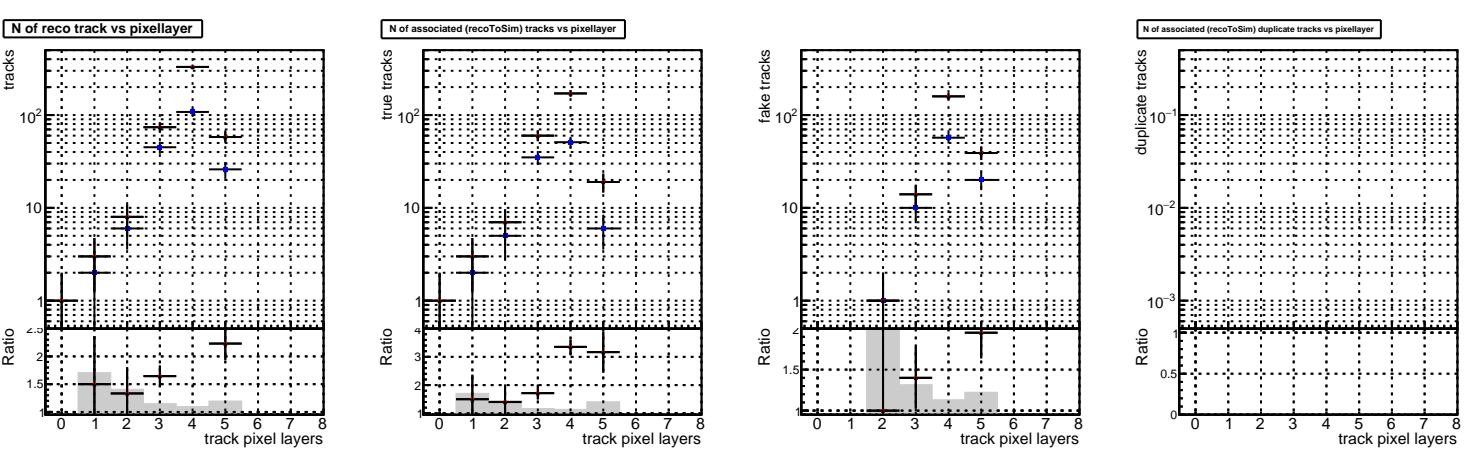 N of reco track vs pixellayer
tracks
10²
10
1
Ratio
2.5
2
1.5
1
0 1 2 3 4 5 6 7 8
track pixel layers
N of associated (recoToSim) tracks vs pixellayer
true tracks
10²
10
1
Ratio
4
3
2
1
0 1 2 3 4 5 6 7 8
track pixel layers
fake tracks
10²
10
1
Ratio
2
1.5
1
0 1 2 3 4 5 6 7 8
track pixel layers
N of associated (recoToSim) duplicate tracks vs pixellayer
duplicate tracks
10⁻¹
10⁻²
10⁻³
Ratio
1
0.5
0
0 1 2 3 4 5 6 7 8
track pixel layers